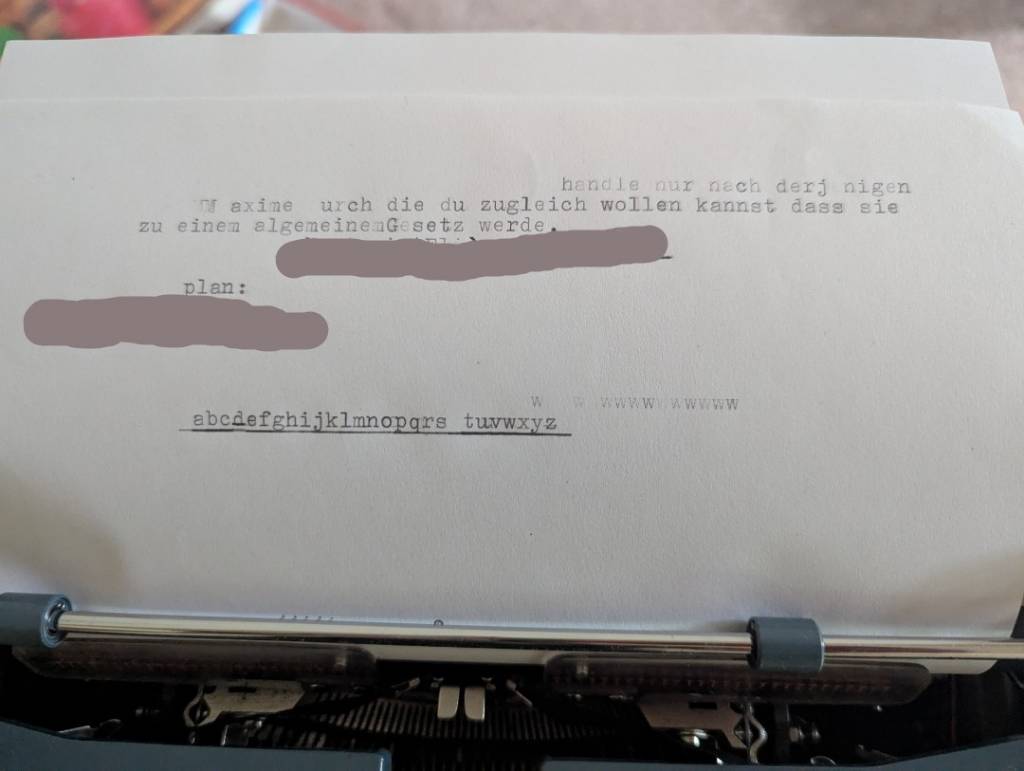 handle nur nach derj nigen
M axime urch die du zugleich wollen kannst dass sie
zu einem algemeinemGesetz werde.
plan:
w w wwwwwwwwww
abcdefghijklmnopqrs tuvwxyz